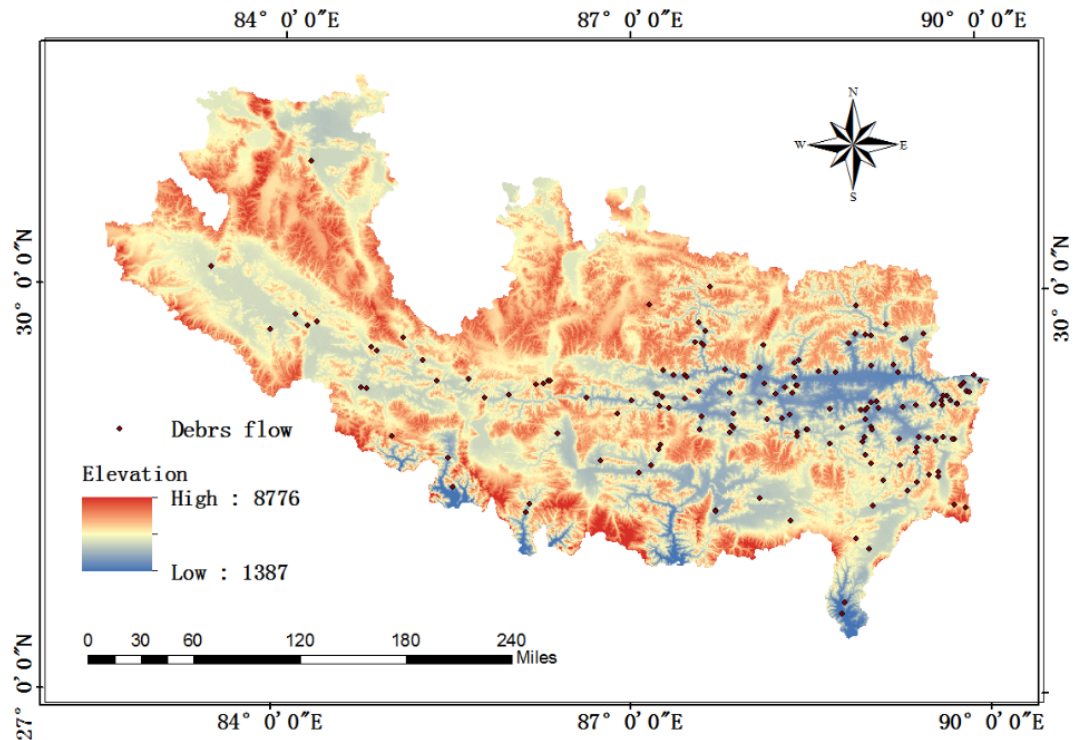 84° 0′ 0″E 87° 0′ 0″E 90° 0′ 0″E
N
W E
S
30° 0′ 0″N
30° 0′ 0″N
Debrs flow
Elevation
High : 8776
Low : 1387
0 30 60 120 180 240
Miles
27° 0′ 0″N
84° 0′ 0″E 87° 0′ 0″E 90° 0′ 0″E